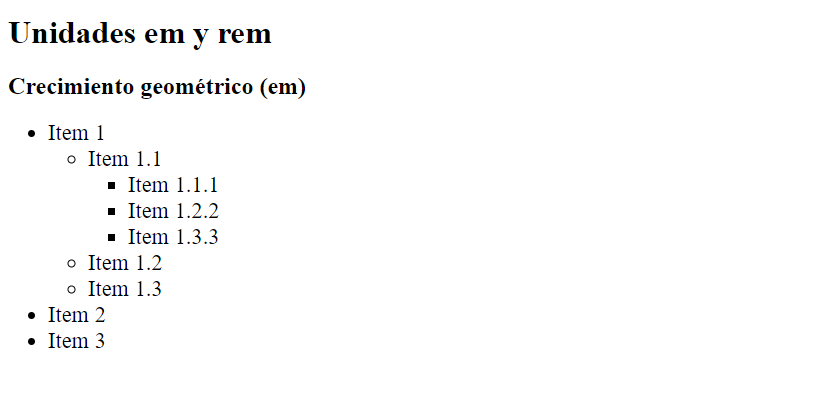 Unidades em y rem
Crecimiento geométrico (em)
Item 1
Item 1.1
Item 1.1.1
Item 1.2.2
Item 1.3.3
Item 1.2
Item 1.3
Item 2
Item 3